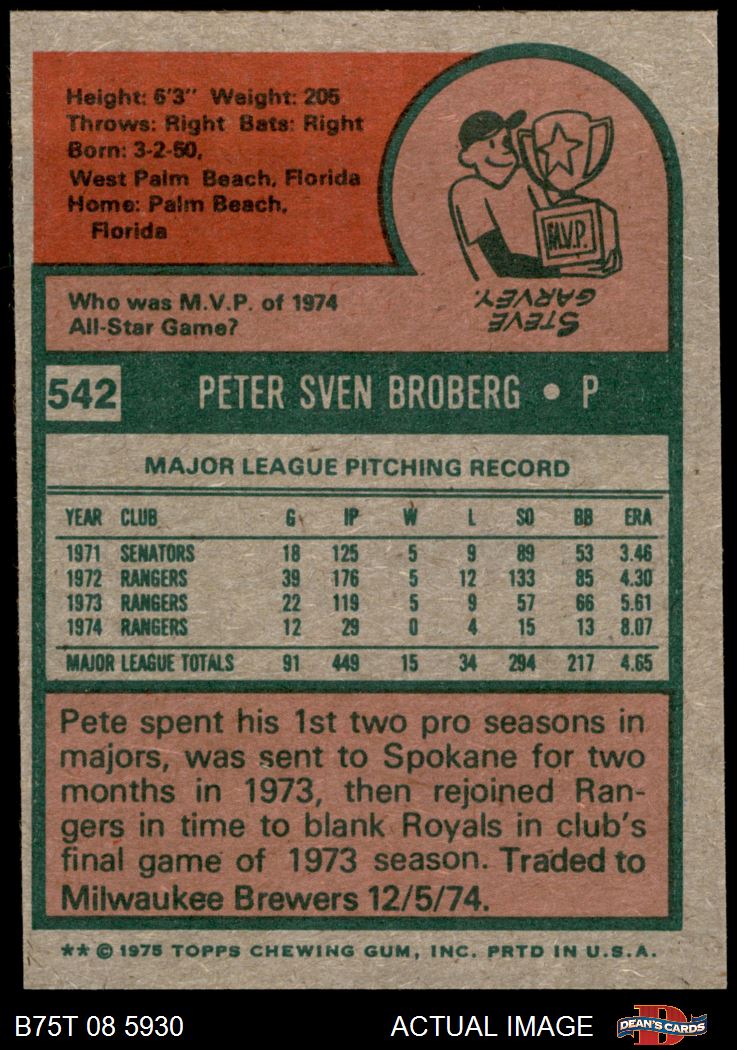 Height: 6'3" Weight: 205
Throws: Right Bats: Right
Born: 3-2-50,
West Palm Beach, Florida
Home: Palm Beach,
Florida
M.V.P.
STEVE
GARVEY.
Who was M.V.P. of 1974
All-Star Game?
542 PETER SVEN BROBERG • P
MAJOR LEAGUE PITCHING RECORD
YEAR CLUB G IP W L SO BB ERA
1971 SENATORS 18 125 5 9 89 53 3.46
1972 RANGERS 39 176 5 12 133 85 4.30
1973 RANGERS 22 119 5 9 57 66 5.61
1974 RANGERS 12 29 0 4 15 13 8.07
MAJOR LEAGUE TOTALS 91 449 15 34 294 217 4.65
Pete spent his 1st two pro seasons in
majors, was sent to Spokane for two
months in 1973, then rejoined Ran-
gers in time to blank Royals in club's
final game of 1973 season. Traded to
Milwaukee Brewers 12/5/74.
** © 1975 TOPPS CHEWING GUM, INC. PRTD IN U.S.A.
B75T 08 5930 ACTUAL IMAGE D DEAN'S CARDS